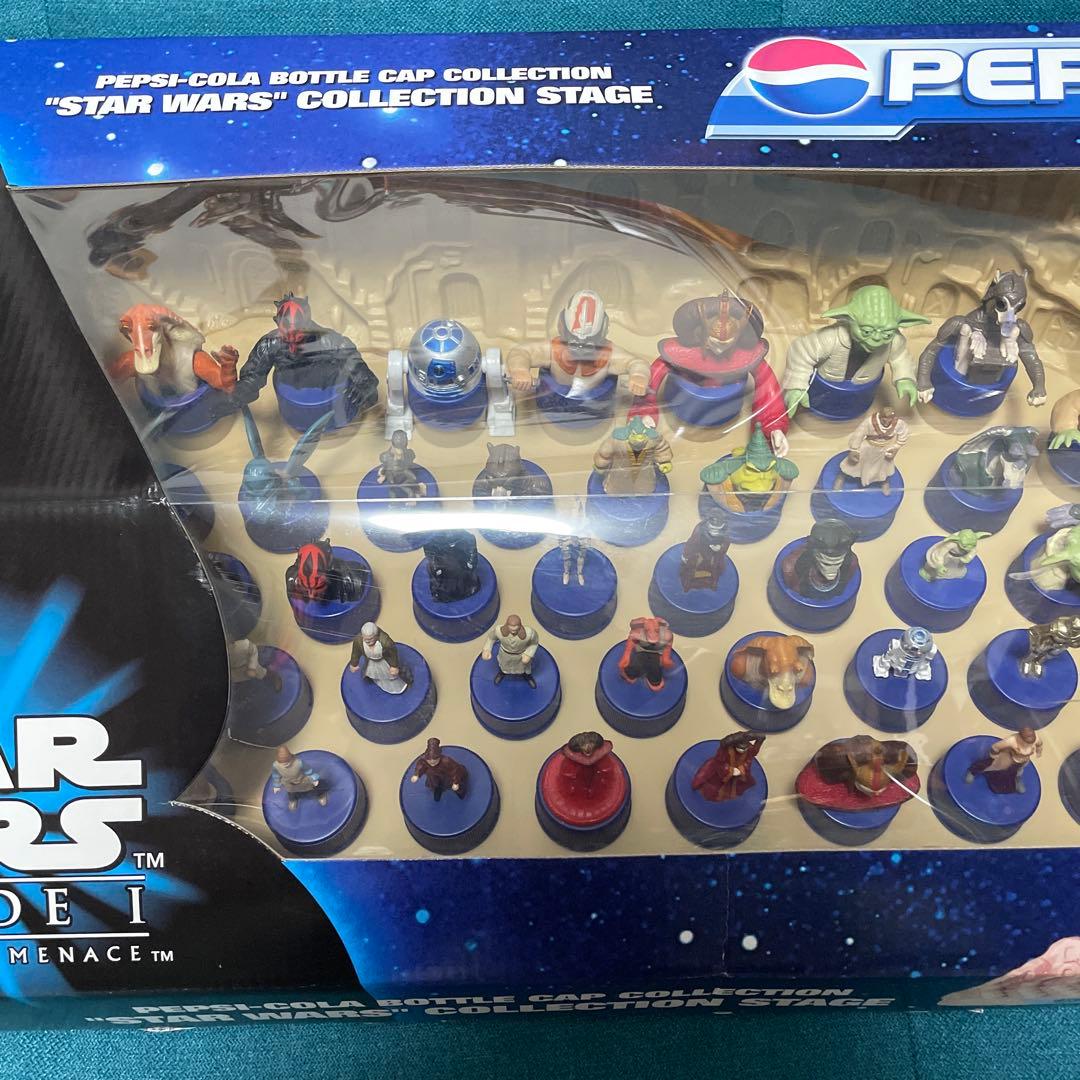 PEPSI-COLA BOTTLE CAP COLLECTION
"STAR WARS" COLLECTION STAGE
PEP
AR
RS™
DE I
MENACE™
PEPSI-COLA BOTTLE CAP COLLECTION
"STAR WARS" COLLECTION STAGE